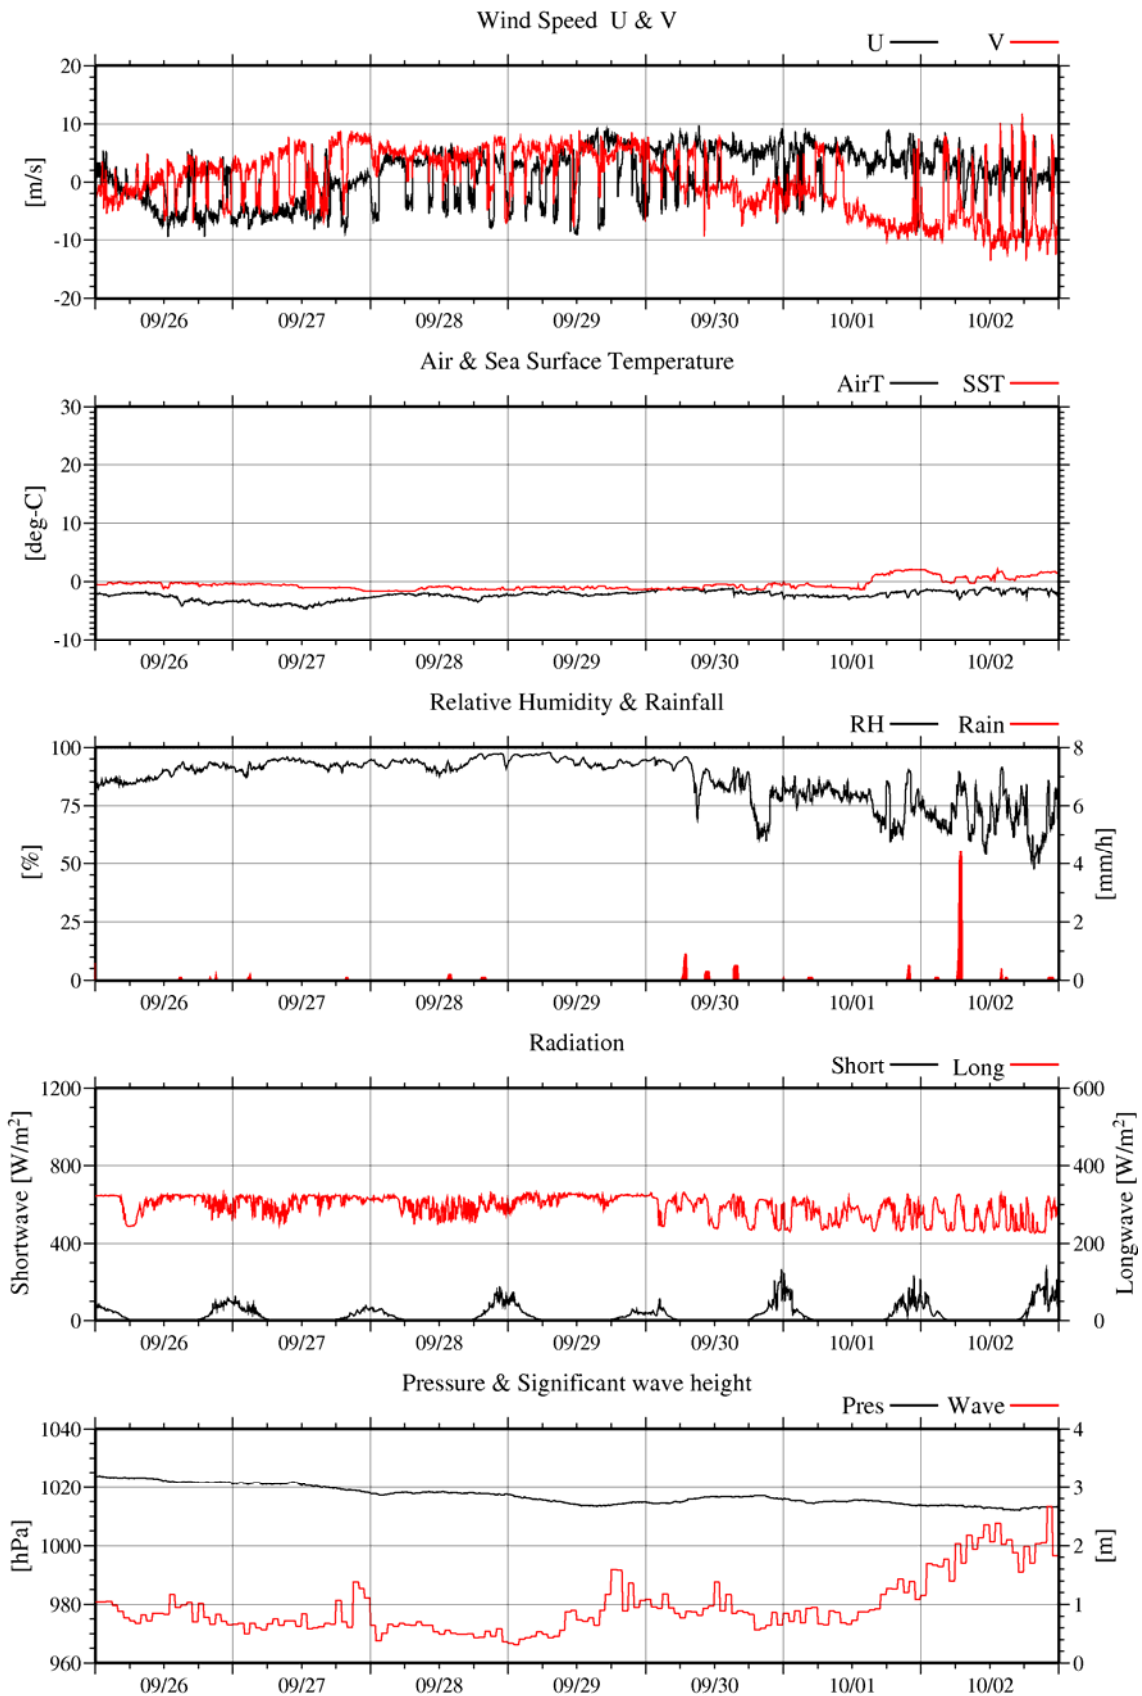 Wind Speed U & V
U V
20
10
0
-10
-20
[m/s]
09/26 09/27 09/28 09/29 09/30 10/01 10/02
Air & Sea Surface Temperature
AirT SST
30
20
10
0
-10
[deg-C]
09/26 09/27 09/28 09/29 09/30 10/01 10/02
Relative Humidity & Rainfall
RH Rain
100 8
75 6
50 4
25 2
0 0
[%] [mm/h]
09/26 09/27 09/28 09/29 09/30 10/01 10/02
Radiation
Short Long
1200 600
800 400
400 200
0 0
Shortwave [W/m²] Longwave [W/m²]
09/26 09/27 09/28 09/29 09/30 10/01 10/02
Pressure & Significant wave height
Pres Wave
1040 4
1020 3
1000 2
980 1
960 0
[hPa] [m]
09/26 09/27 09/28 09/29 09/30 10/01 10/02